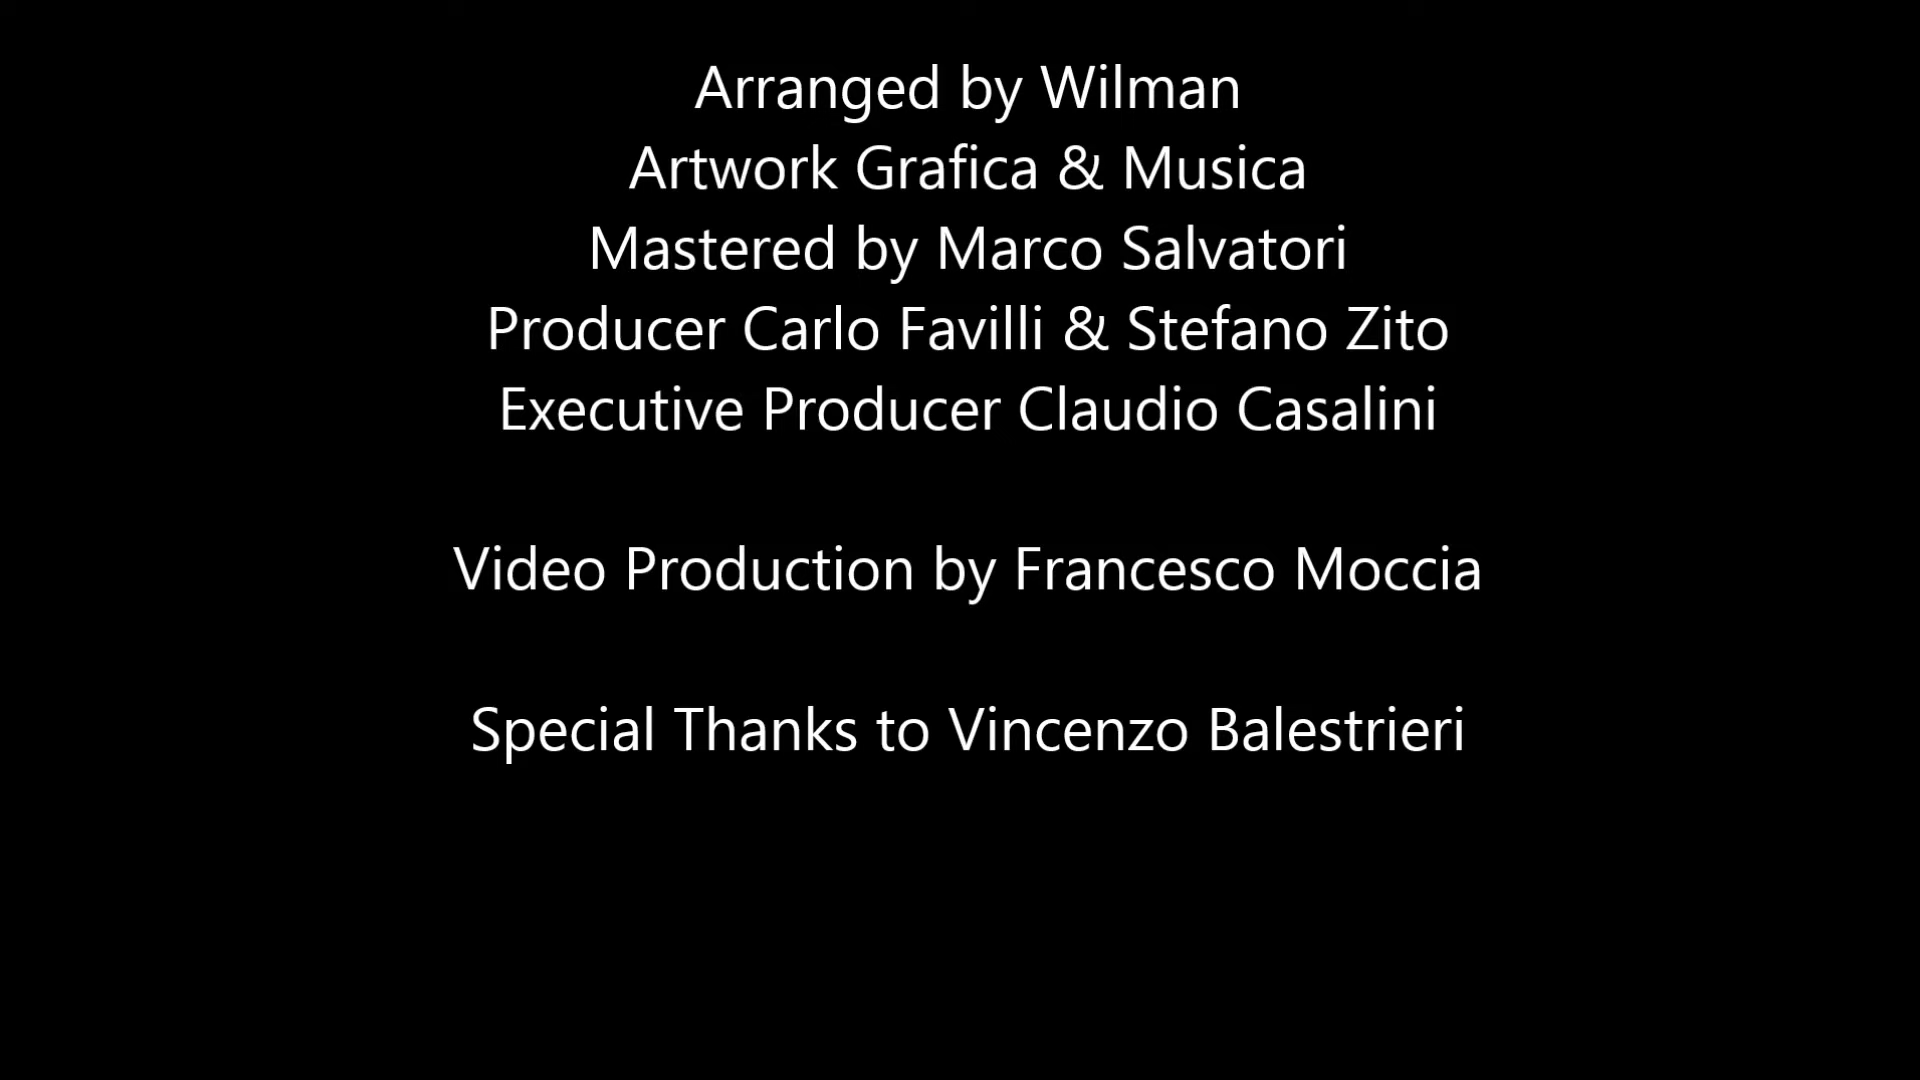 Arranged by Wilman
Artwork Grafica & Musica
Mastered by Marco Salvatori
Producer Carlo Favilli & Stefano Zito
Executive Producer Claudio Casalini
Video Production by Francesco Moccia
Special Thanks to Vincenzo Balestrieri